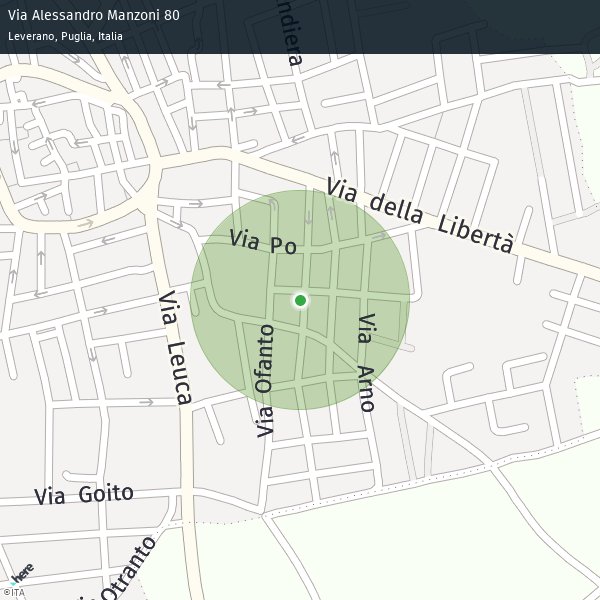 Via Alessandro Manzoni 80
Leverano, Puglia, Italia
ndiera
Via della Libertà
Via Po
Via Leuca
Via Ofanto
Via Arno
Via Goito
Otranto
here
©ITA